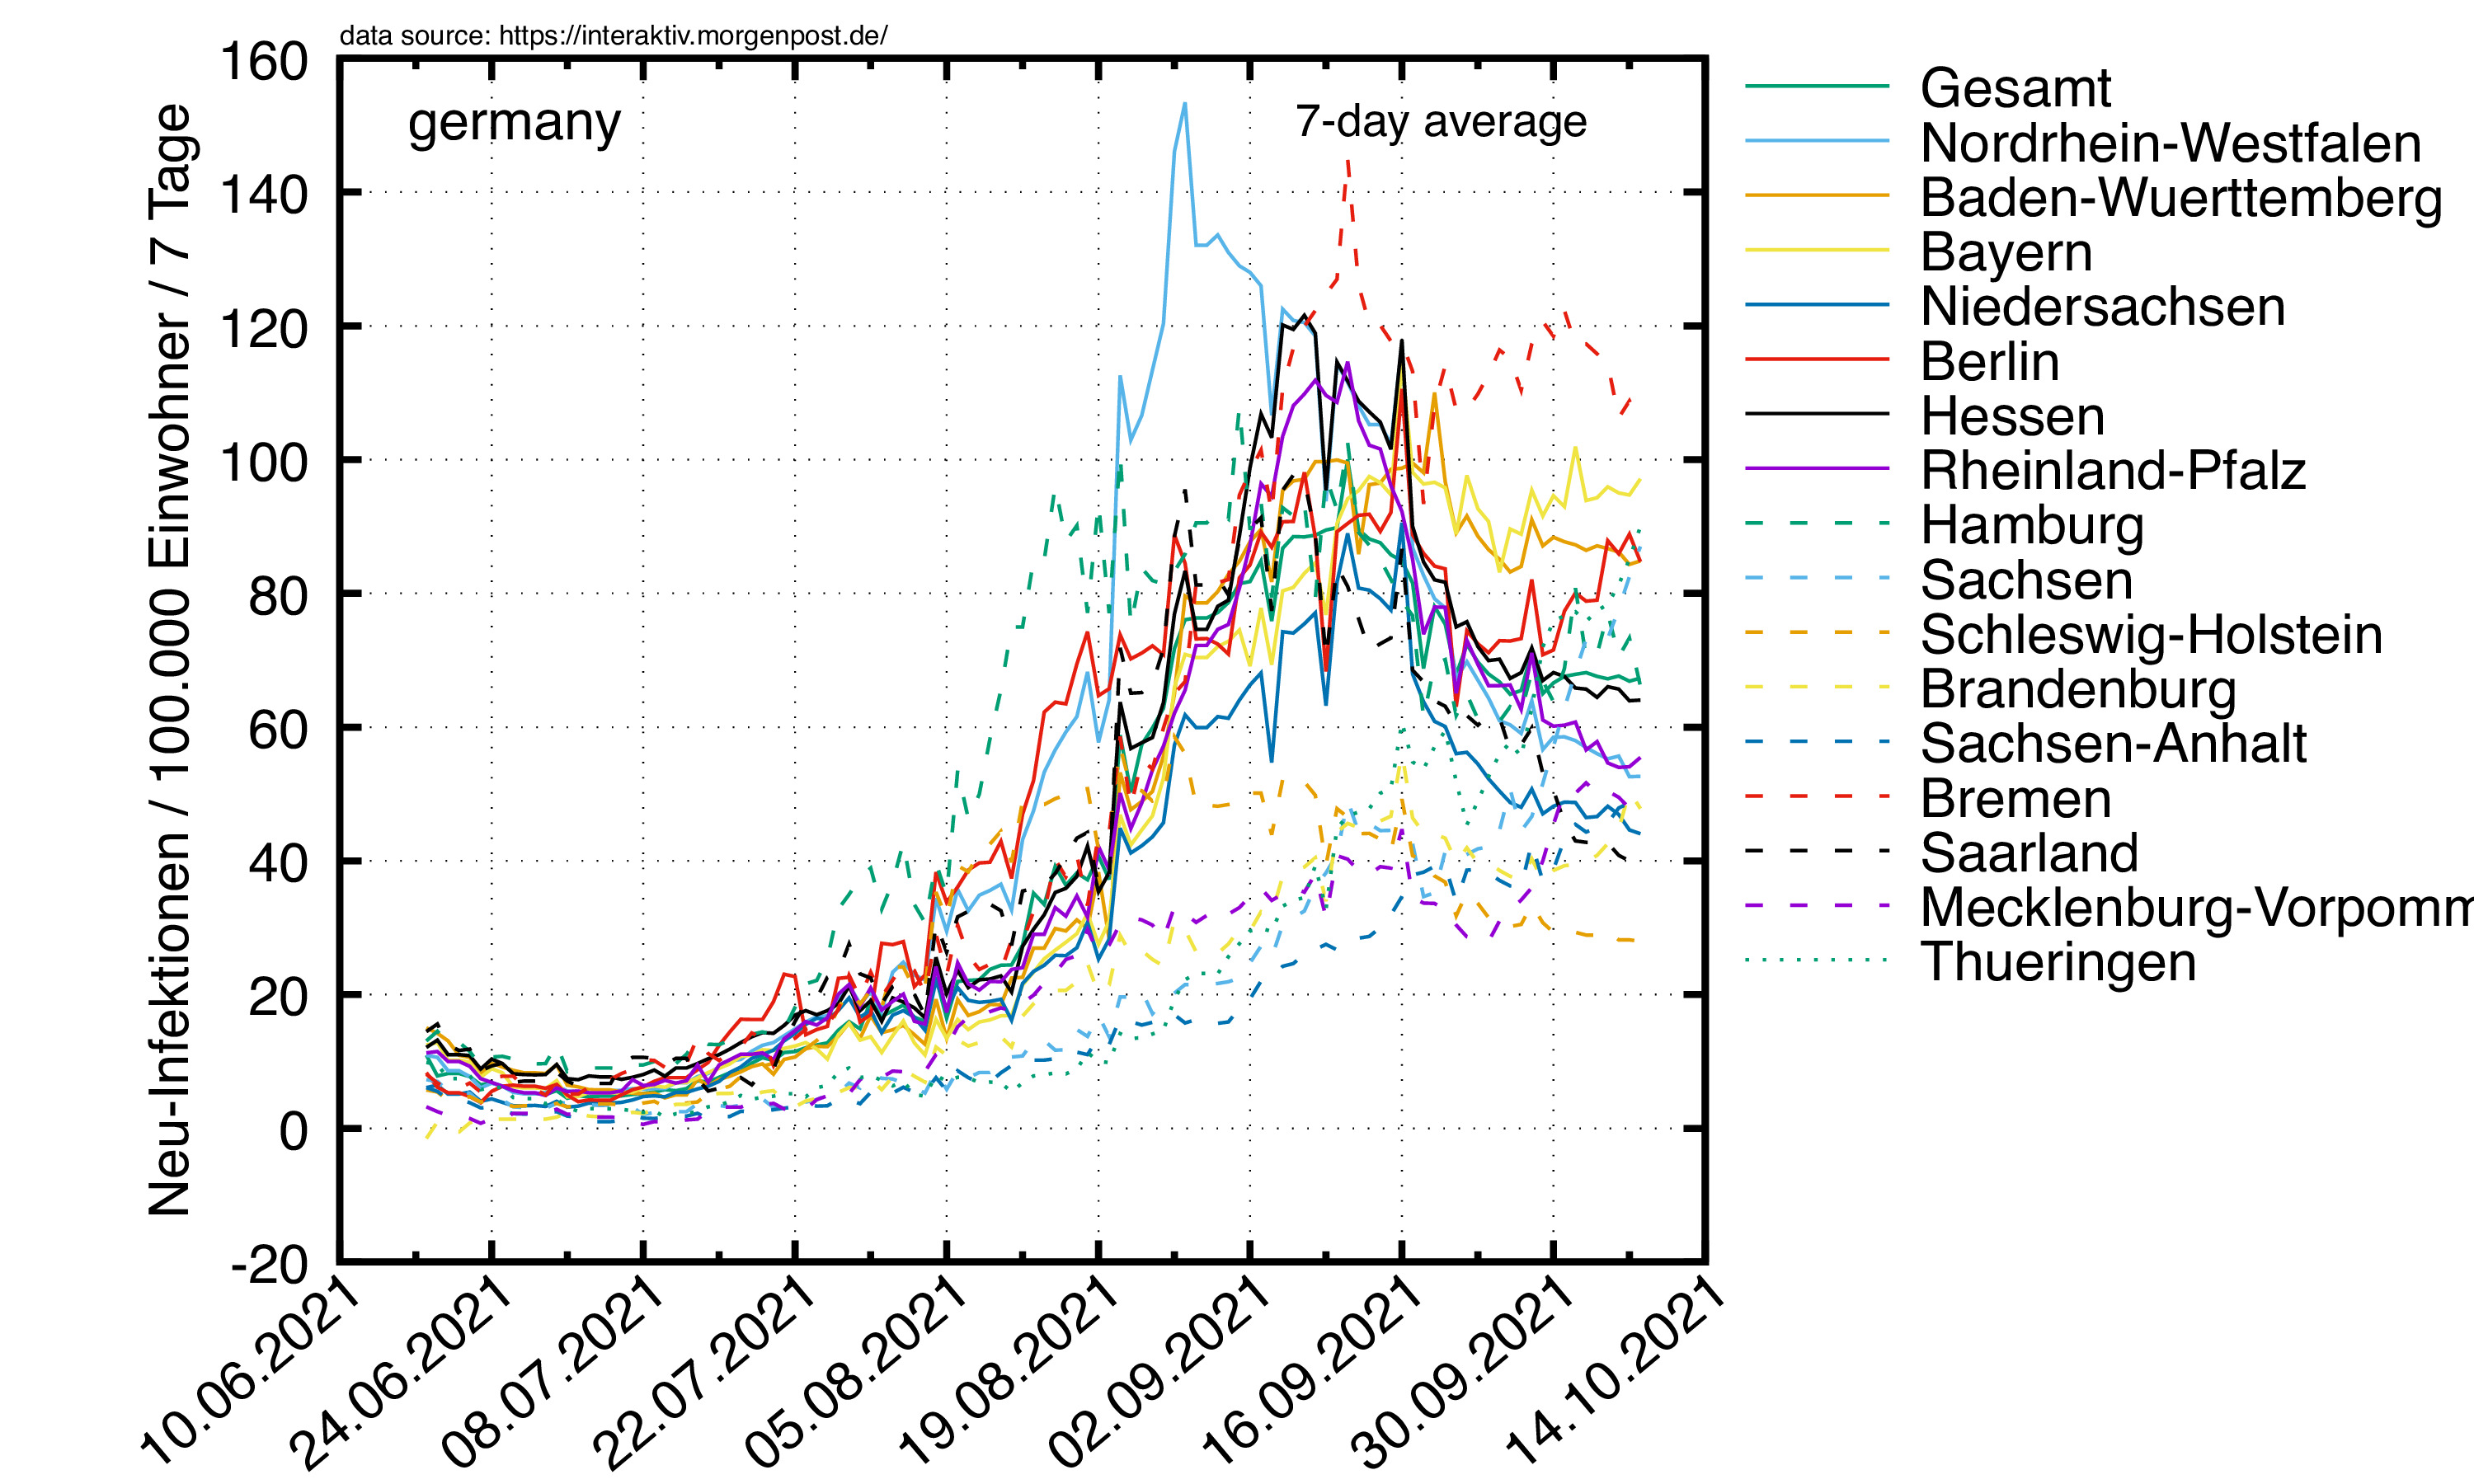 data source: https://interaktiv.morgenpost.de/
germany
7-day average
Neu-Infektionen / 100.000 Einwohner / 7 Tage
160
140
120
100
80
60
40
20
0
-20
10.06.2021
24.06.2021
08.07.2021
22.07.2021
05.08.2021
19.08.2021
02.09.2021
16.09.2021
30.09.2021
14.10.2021
Gesamt
Nordrhein-Westfalen
Baden-Wuerttemberg
Bayern
Niedersachsen
Berlin
Hessen
Rheinland-Pfalz
Hamburg
Sachsen
Schleswig-Holstein
Brandenburg
Sachsen-Anhalt
Bremen
Saarland
Mecklenburg-Vorpomm
Thueringen